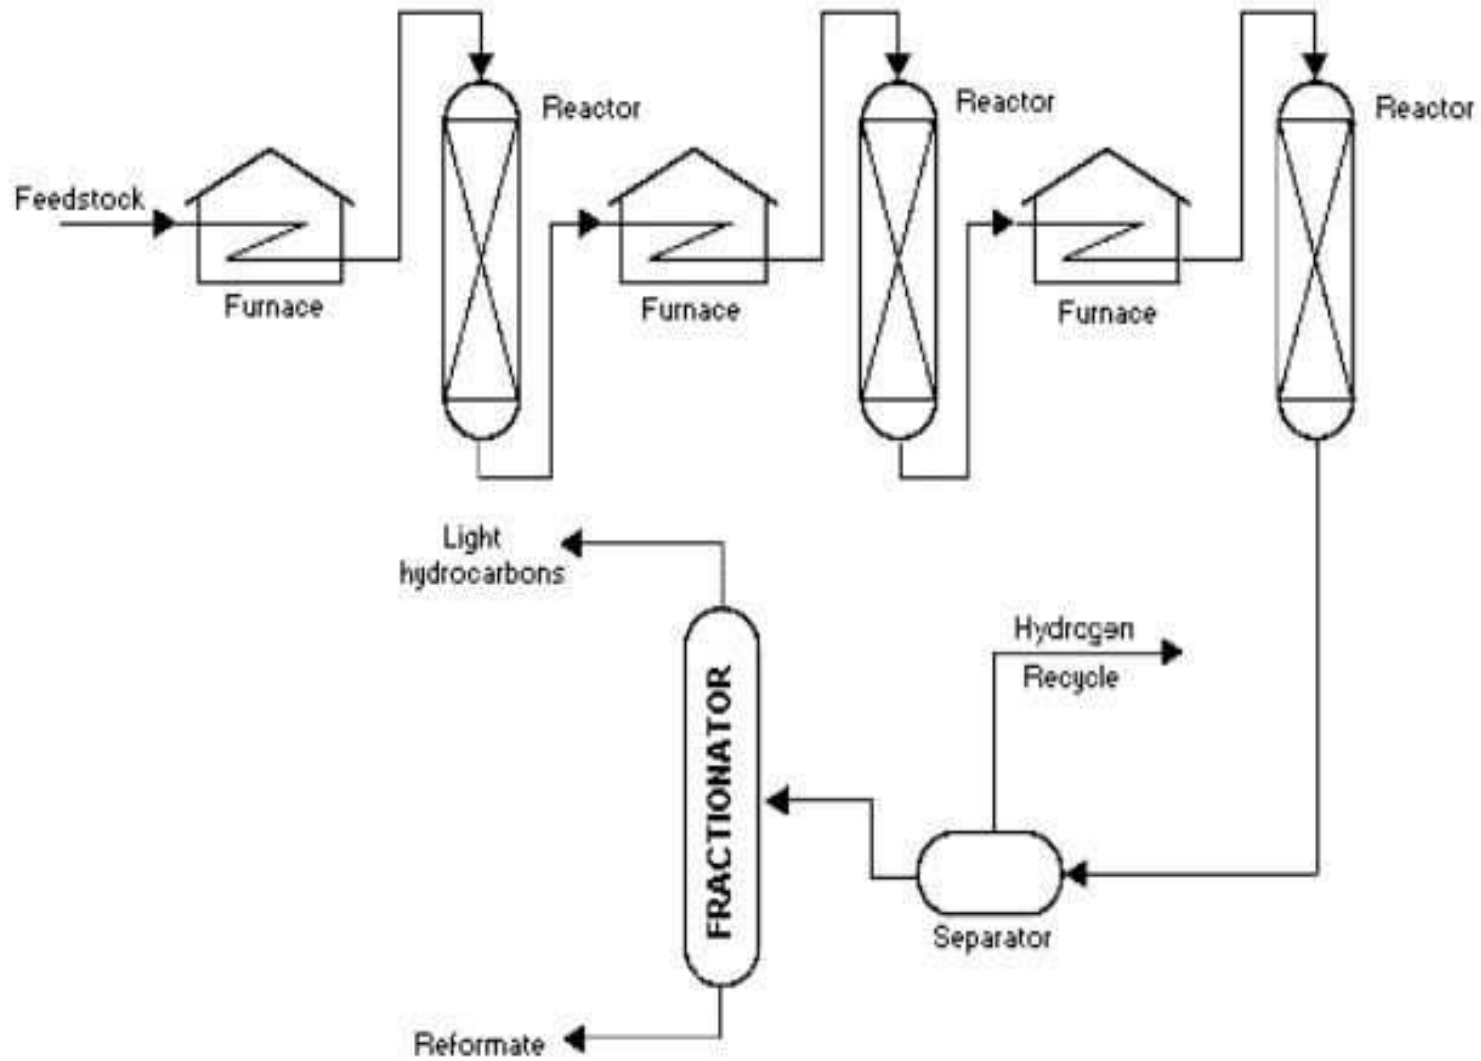 Reactor
Reactor
Reactor
Feedstock
Furnace
Furnace
Furnace
Light
hydrocarbons
Hydrogen
Recycle
FRACTIONATOR
Separator
Reformate